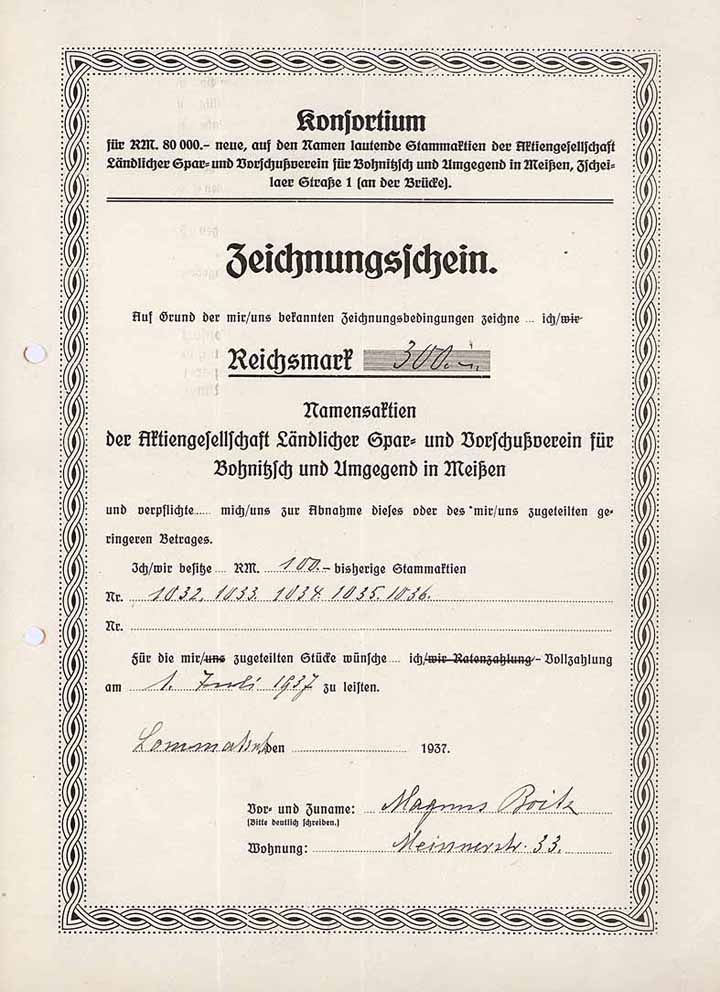 Konsortium
für RM. 80 000.- neue, auf den Namen lautende Stammaktien der Aktiengesellschaft
Ländlicher Spar- und Vorschußverein für Bohnitzsch und Umgegend in Meißen, Zschei-
laer Straße 1 (an der Brücke).
Zeichnungsschein.
Auf Grund der mir/uns bekannten Zeichnungsbedingungen zeichne ... ich/wir
Reichsmark 300.-
Namensaktien
der Aktiengesellschaft Ländlicher Spar- und Vorschußverein für
Bohnitzsch und Umgegend in Meißen
und verpflichte..... mich/uns zur Abnahme dieses oder des mir/uns zugeteilten ge-
ringeren Betrages.
Ich/wir besitze ... RM. 100.- bisherige Stammaktien
Nr. 1032, 1033. 1034. 1035. 1036.
Nr.
Für die mir/uns zugeteilten Stücke wünsche .... ich/wir Ratenzahlung - Vollzahlung
am 1. Juli 1937 zu leisten.
Lommatzsch, den 1937.
Vor- und Zuname: Magnus Boitz
(Bitte deutlich schreiben.)
Wohnung: Meissnerstr. 33.